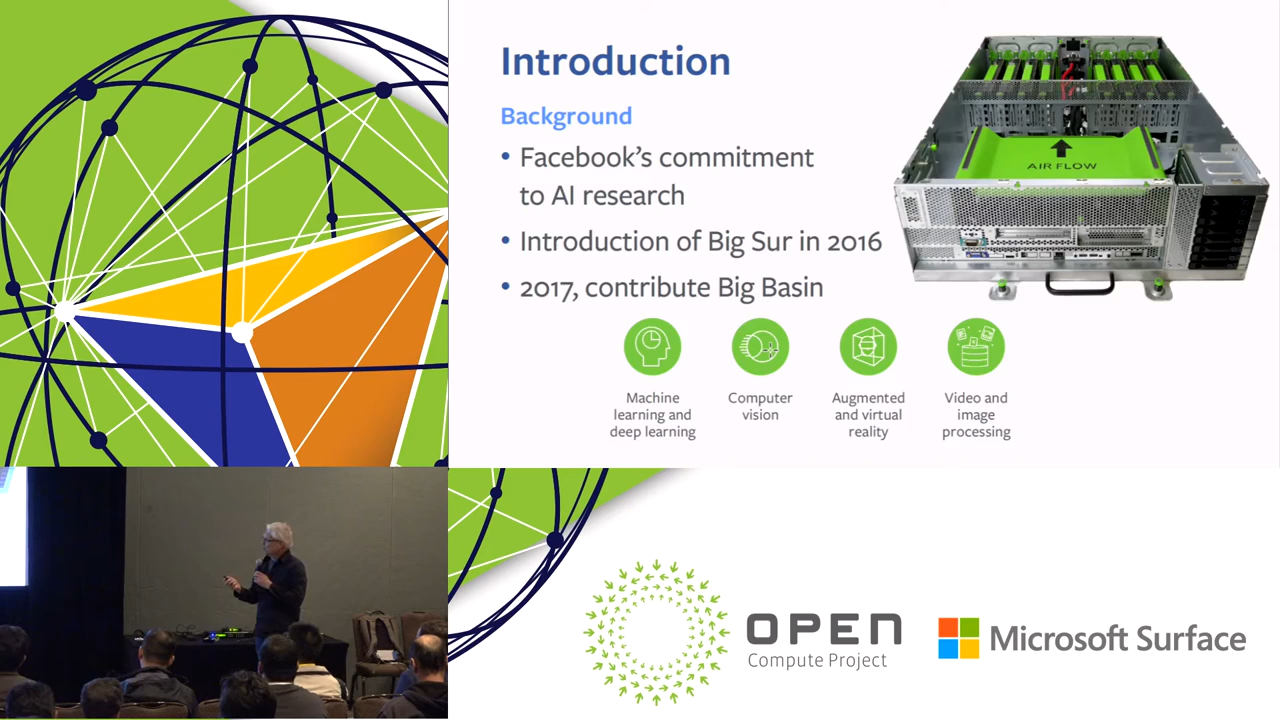 Introduction
Background
• Facebook's commitment
to AI research
• Introduction of Big Sur in 2016
• 2017, contribute Big Basin
AIR FLOW
Machine
learning and
deep learning
Computer
vision
Augmented
and virtual
reality
Video and
image
processing
OPEN
Compute Project
Microsoft Surface